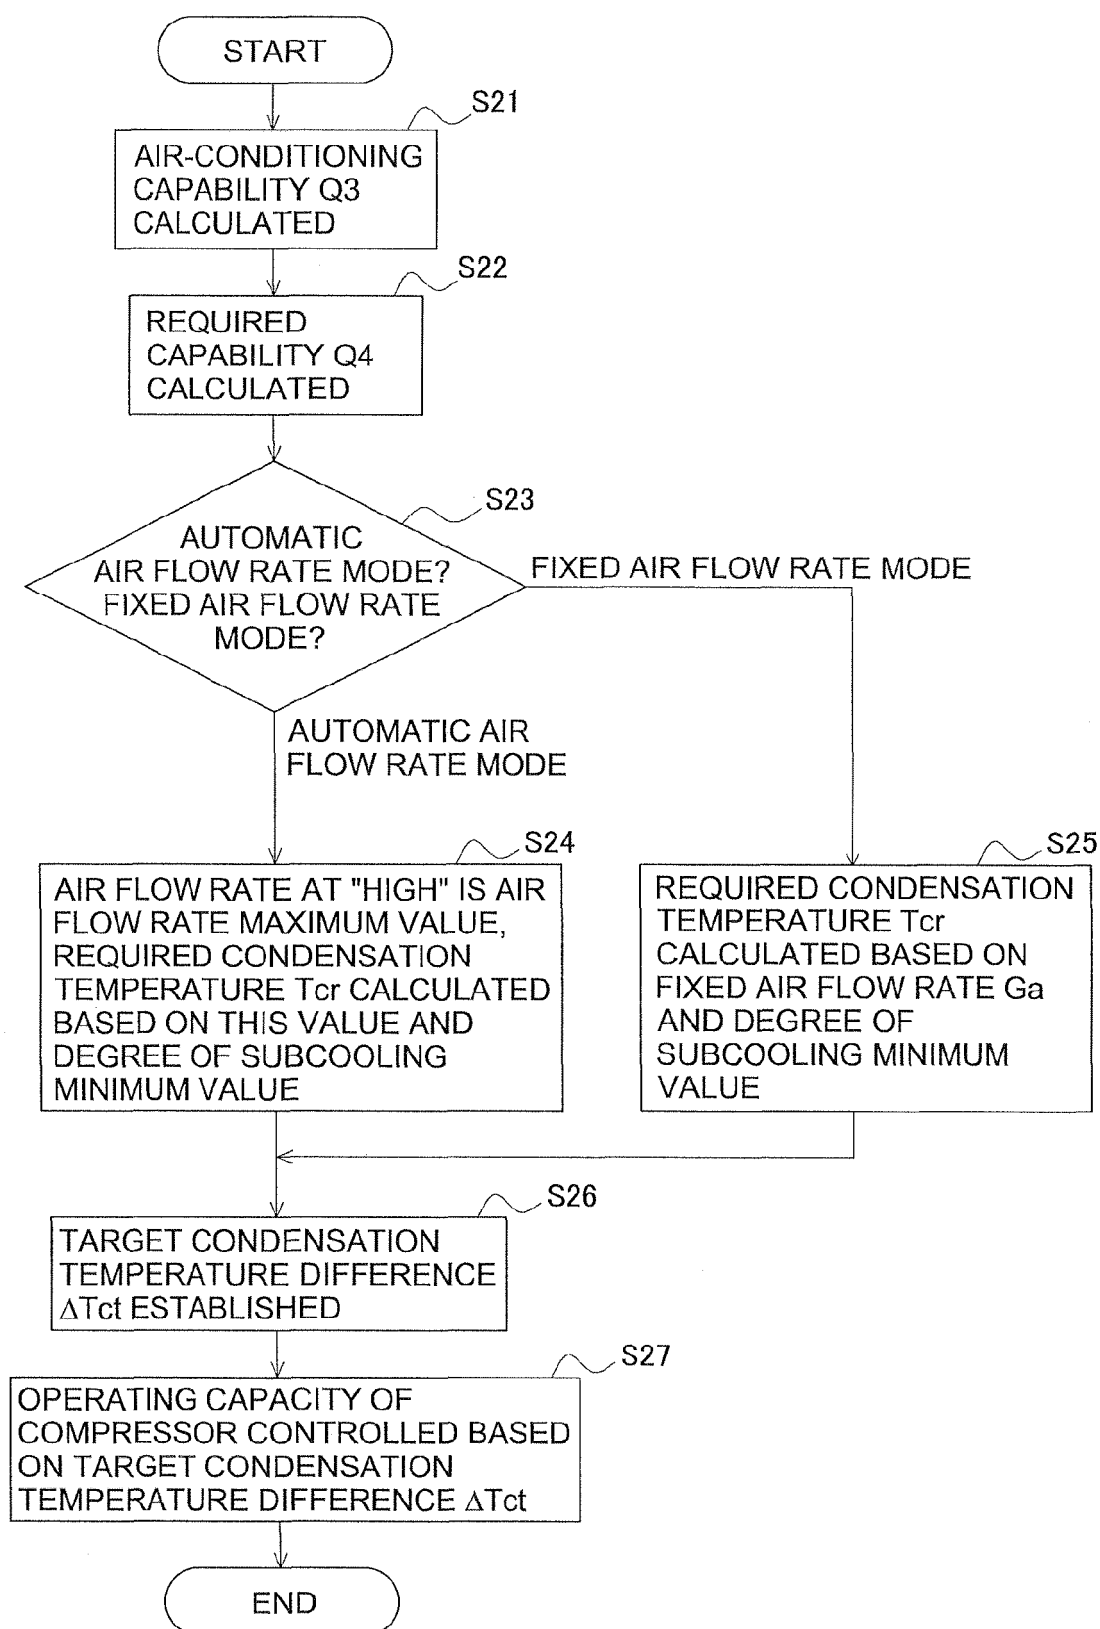 START
S21
AIR-CONDITIONING
CAPABILITY Q3
CALCULATED
S22
REQUIRED
CAPABILITY Q4
CALCULATED
S23
AUTOMATIC
AIR FLOW RATE MODE?
FIXED AIR FLOW RATE
MODE?
FIXED AIR FLOW RATE MODE
AUTOMATIC AIR
FLOW RATE MODE
S24
AIR FLOW RATE AT "HIGH" IS AIR
FLOW RATE MAXIMUM VALUE,
REQUIRED CONDENSATION
TEMPERATURE Tcr CALCULATED
BASED ON THIS VALUE AND
DEGREE OF SUBCOOLING
MINIMUM VALUE
S25
REQUIRED CONDENSATION
TEMPERATURE Tcr
CALCULATED BASED ON
FIXED AIR FLOW RATE Ga
AND DEGREE OF
SUBCOOLING MINIMUM
VALUE
S26
TARGET CONDENSATION
TEMPERATURE DIFFERENCE
ΔTct ESTABLISHED
S27
OPERATING CAPACITY OF
COMPRESSOR CONTROLLED BASED
ON TARGET CONDENSATION
TEMPERATURE DIFFERENCE ΔTct
END